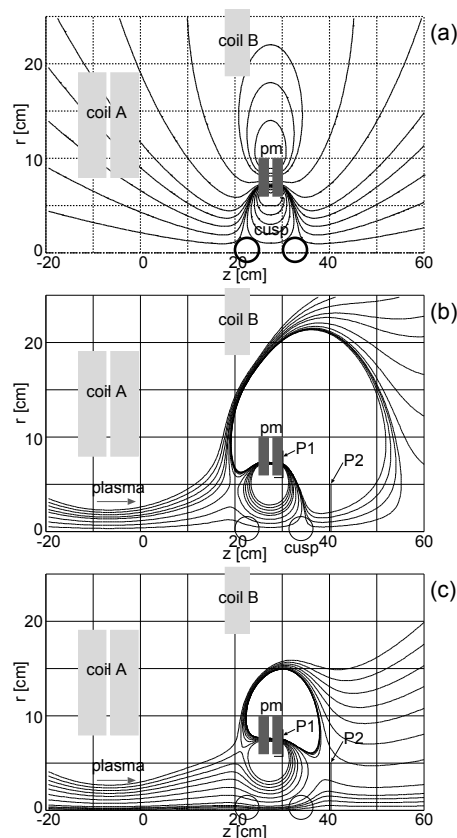 (a)
r [cm]
20
10
0
coil B
coil A
pm
cusp
-20
0
20
40
60
z [cm]
(b)
r [cm]
20
10
0
coil B
coil A
pm
P1
P2
plasma
cusp
-20
0
20
40
60
z [cm]
(c)
r [cm]
20
10
0
coil B
coil A
pm
P1
P2
plasma
-20
0
20
40
60
z [cm]